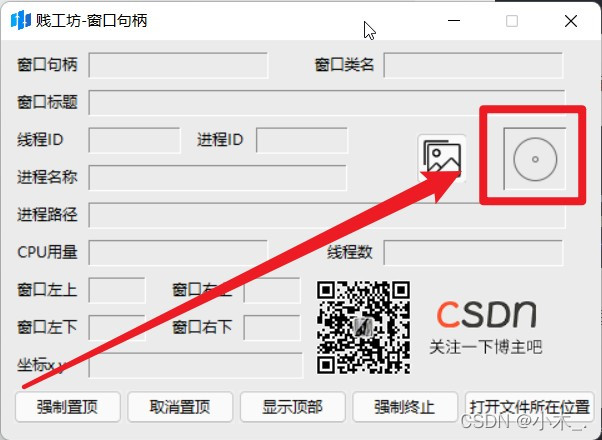 贱工坊-窗口句柄
窗口句柄 窗口类名
窗口标题
线程ID 进程ID
进程名称
进程路径
CPU用量 线程数
窗口左上 窗口右上
窗口左下 窗口右下
坐标x,y
CSDN
关注一下博主吧
强制置顶 取消置顶 显示顶部 强制终止 打开文件所在位置
CSDN @小木_.